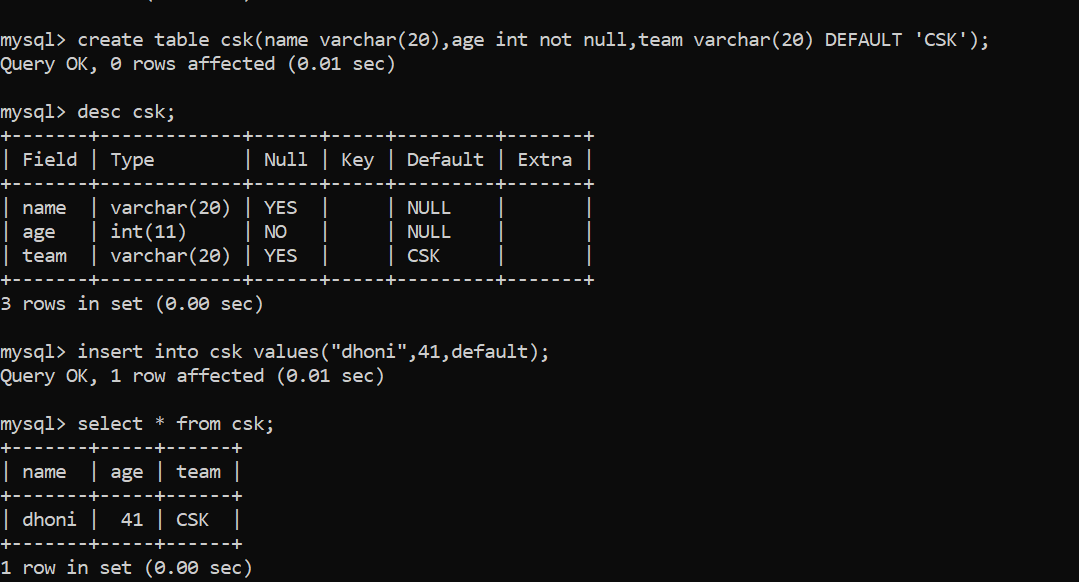 mysql> create table csk(name varchar(20),age int not null,team varchar(20) DEFAULT 'CSK');
Query OK, 0 rows affected (0.01 sec)
mysql> desc csk;
+-------+-------------+------+-----+---------+-------+
| Field | Type        | Null | Key | Default | Extra |
+-------+-------------+------+-----+---------+-------+
| name  | varchar(20) | YES  |     | NULL    |       |
| age   | int(11)     | NO   |     | NULL    |       |
| team  | varchar(20) | YES  |     | CSK     |       |
+-------+-------------+------+-----+---------+-------+
3 rows in set (0.00 sec)
mysql> insert into csk values("dhoni",41,default);
Query OK, 1 row affected (0.01 sec)
mysql> select * from csk;
+-------+-----+------+
| name  | age | team |
+-------+-----+------+
| dhoni |  41 | CSK  |
+-------+-----+------+
1 row in set (0.00 sec)